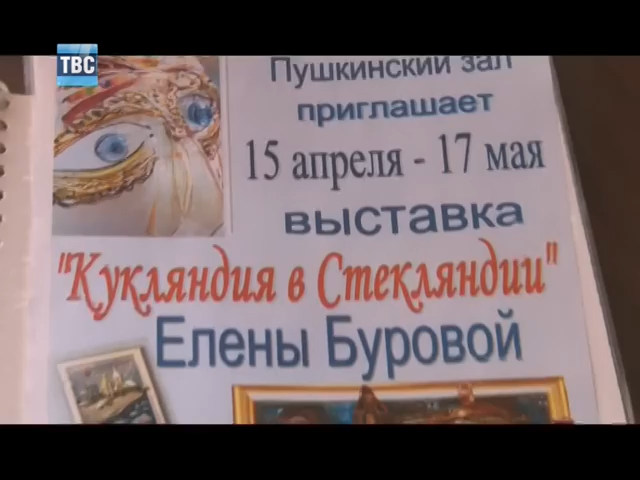 ТВС
Пушкинский зал
приглашает
15 апреля - 17 мая
выставка
"Кукляндия в Стекляндии"
Елены Буровой